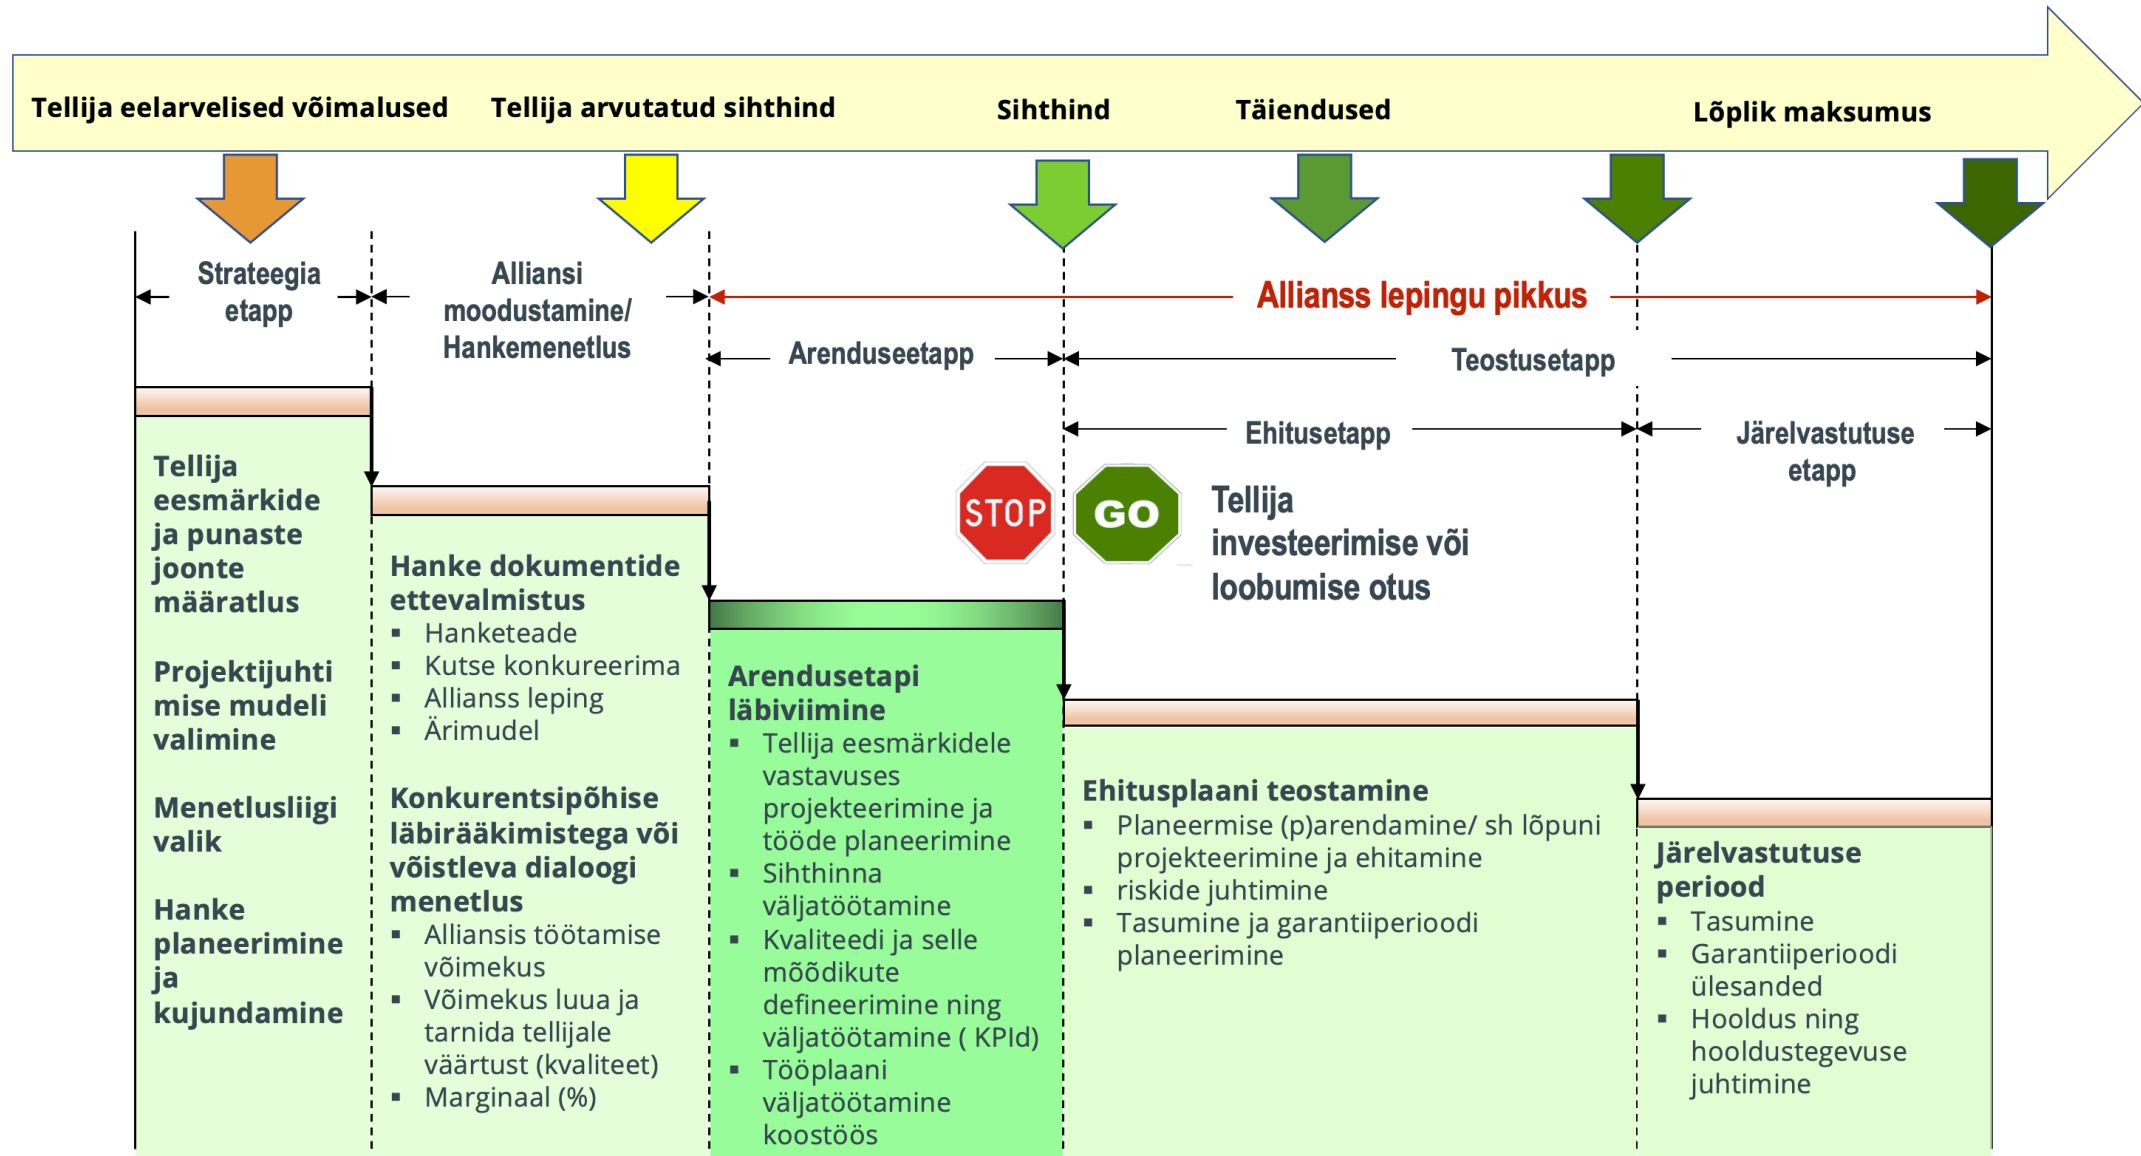 Tellija eelarvelised võimalused
Tellija arvutatud sihthind
Sihthind
Täiendused
Lõplik maksumus
Strateegia
etapp
Alliansi
moodustamine/
Hankemenetlus
Allianss lepingu pikkus
Arenduseetapp
Teostusetapp
Ehitusetapp
Järelvastutuse
etapp
STOP
GO
Tellija
investeerimise või
loobumise otus
Tellija
eesmärkide
ja punaste
joonte
määratlus
Projektijuhti
mise mudeli
valimine
Menetlusliigi
valik
Hanke
planeerimine
ja
kujundamine
Hanke dokumentide
ettevalmistus
▪ Hanketeade
▪ Kutse konkureerima
▪ Allianss leping
▪ Ärimudel
Konkurentsipõhise
läbirääkimistega või
võistleva dialoogi
menetlus
▪ Alliansis töötamise
võimekus
▪ Võimekus luua ja
tarnida tellijale
väärtust (kvaliteet)
▪ Marginaal (%)
Arendusetapi
läbiviimine
▪ Tellija eesmärkidele
vastavuses
projekteerimine ja
tööde planeerimine
▪ Sihthinna
väljatöötamine
▪ Kvaliteedi ja selle
mõõdikute
defineerimine ning
väljatöötamine ( KPId)
▪ Tööplaani
väljatöötamine
koostöös
Ehitusplaani teostamine
▪ Planeermise (p)arendamine/ sh lõpuni
projekteerimine ja ehitamine
▪ riskide juhtimine
▪ Tasumine ja garantiiperioodi
planeerimine
Järelvastutuse
periood
▪ Tasumine
▪ Garantiiperioodi
ülesanded
▪ Hooldus ning
hooldustegevuse
juhtimine